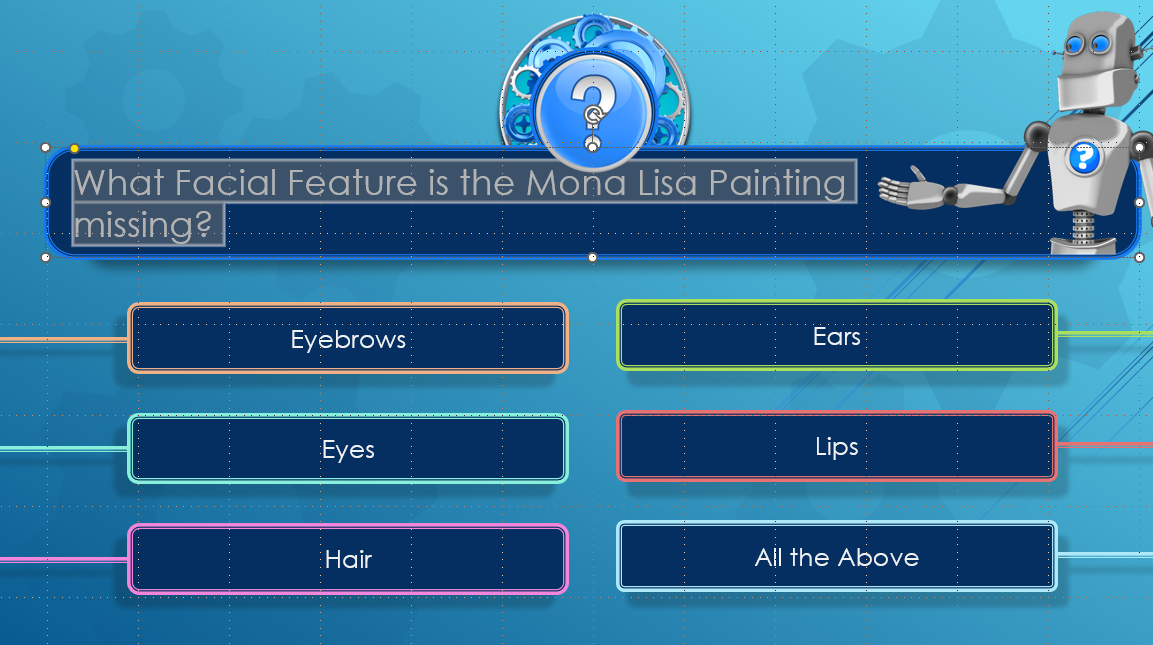 What Facial Feature is the Mona Lisa Painting
missing?
Eyebrows
Ears
Eyes
Lips
Hair
All the Above